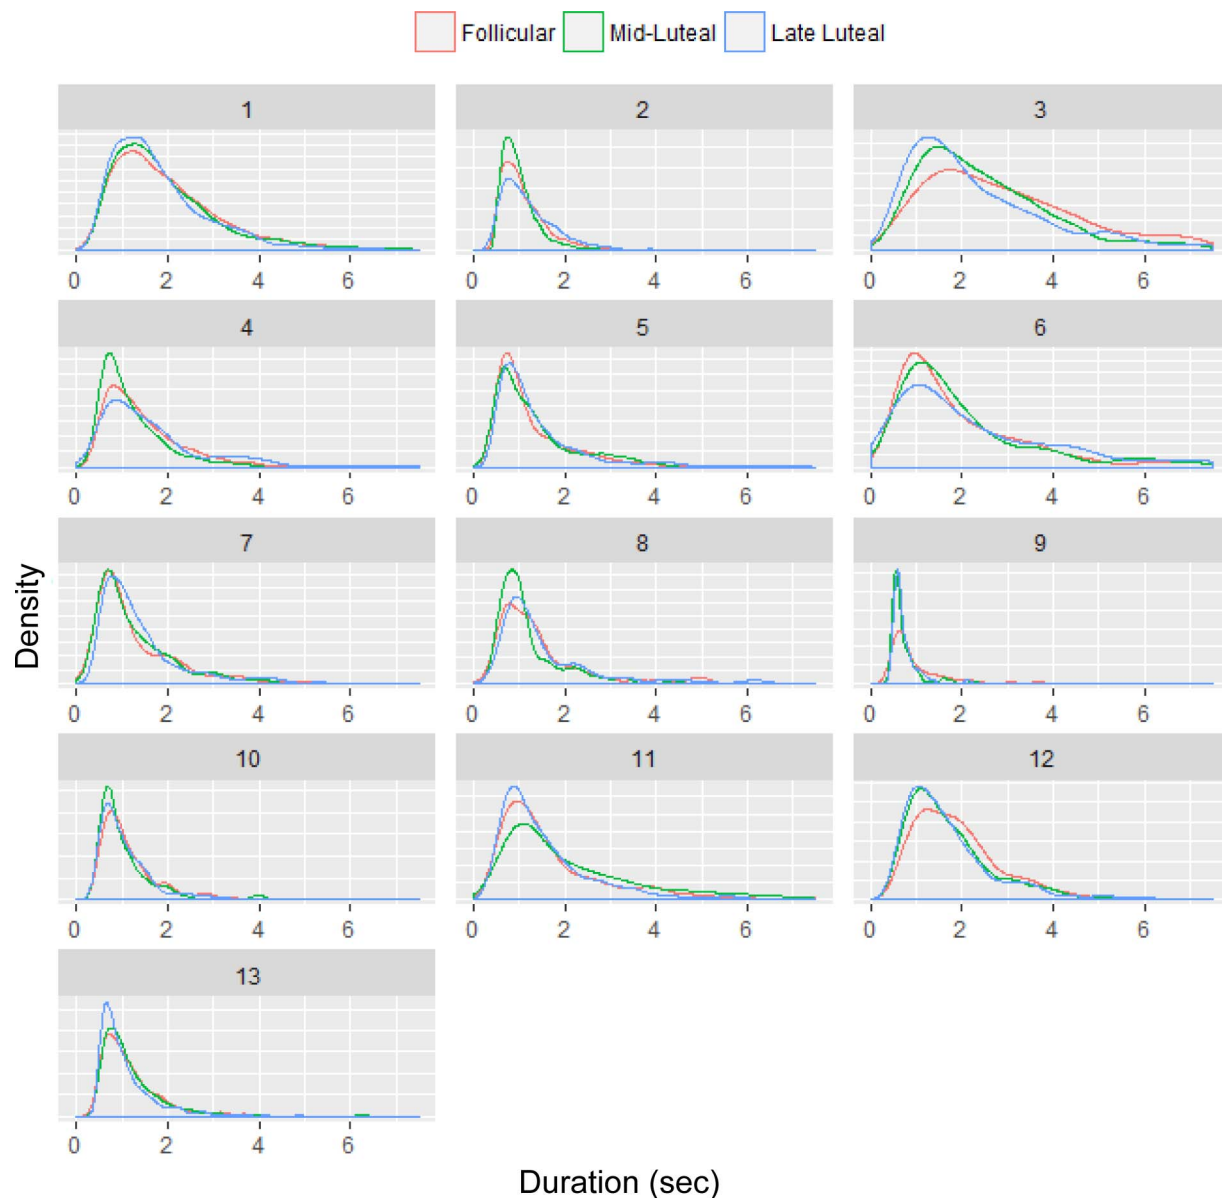 Follicular Mid-Luteal Late Luteal
1 2 3
0 2 4 6 0 2 4 6 0 2 4 6
4 5 6
0 2 4 6 0 2 4 6 0 2 4 6
7 8 9
Density
0 2 4 6 0 2 4 6 0 2 4 6
10 11 12
0 2 4 6 0 2 4 6 0 2 4 6
13
0 2 4 6
Duration (sec)